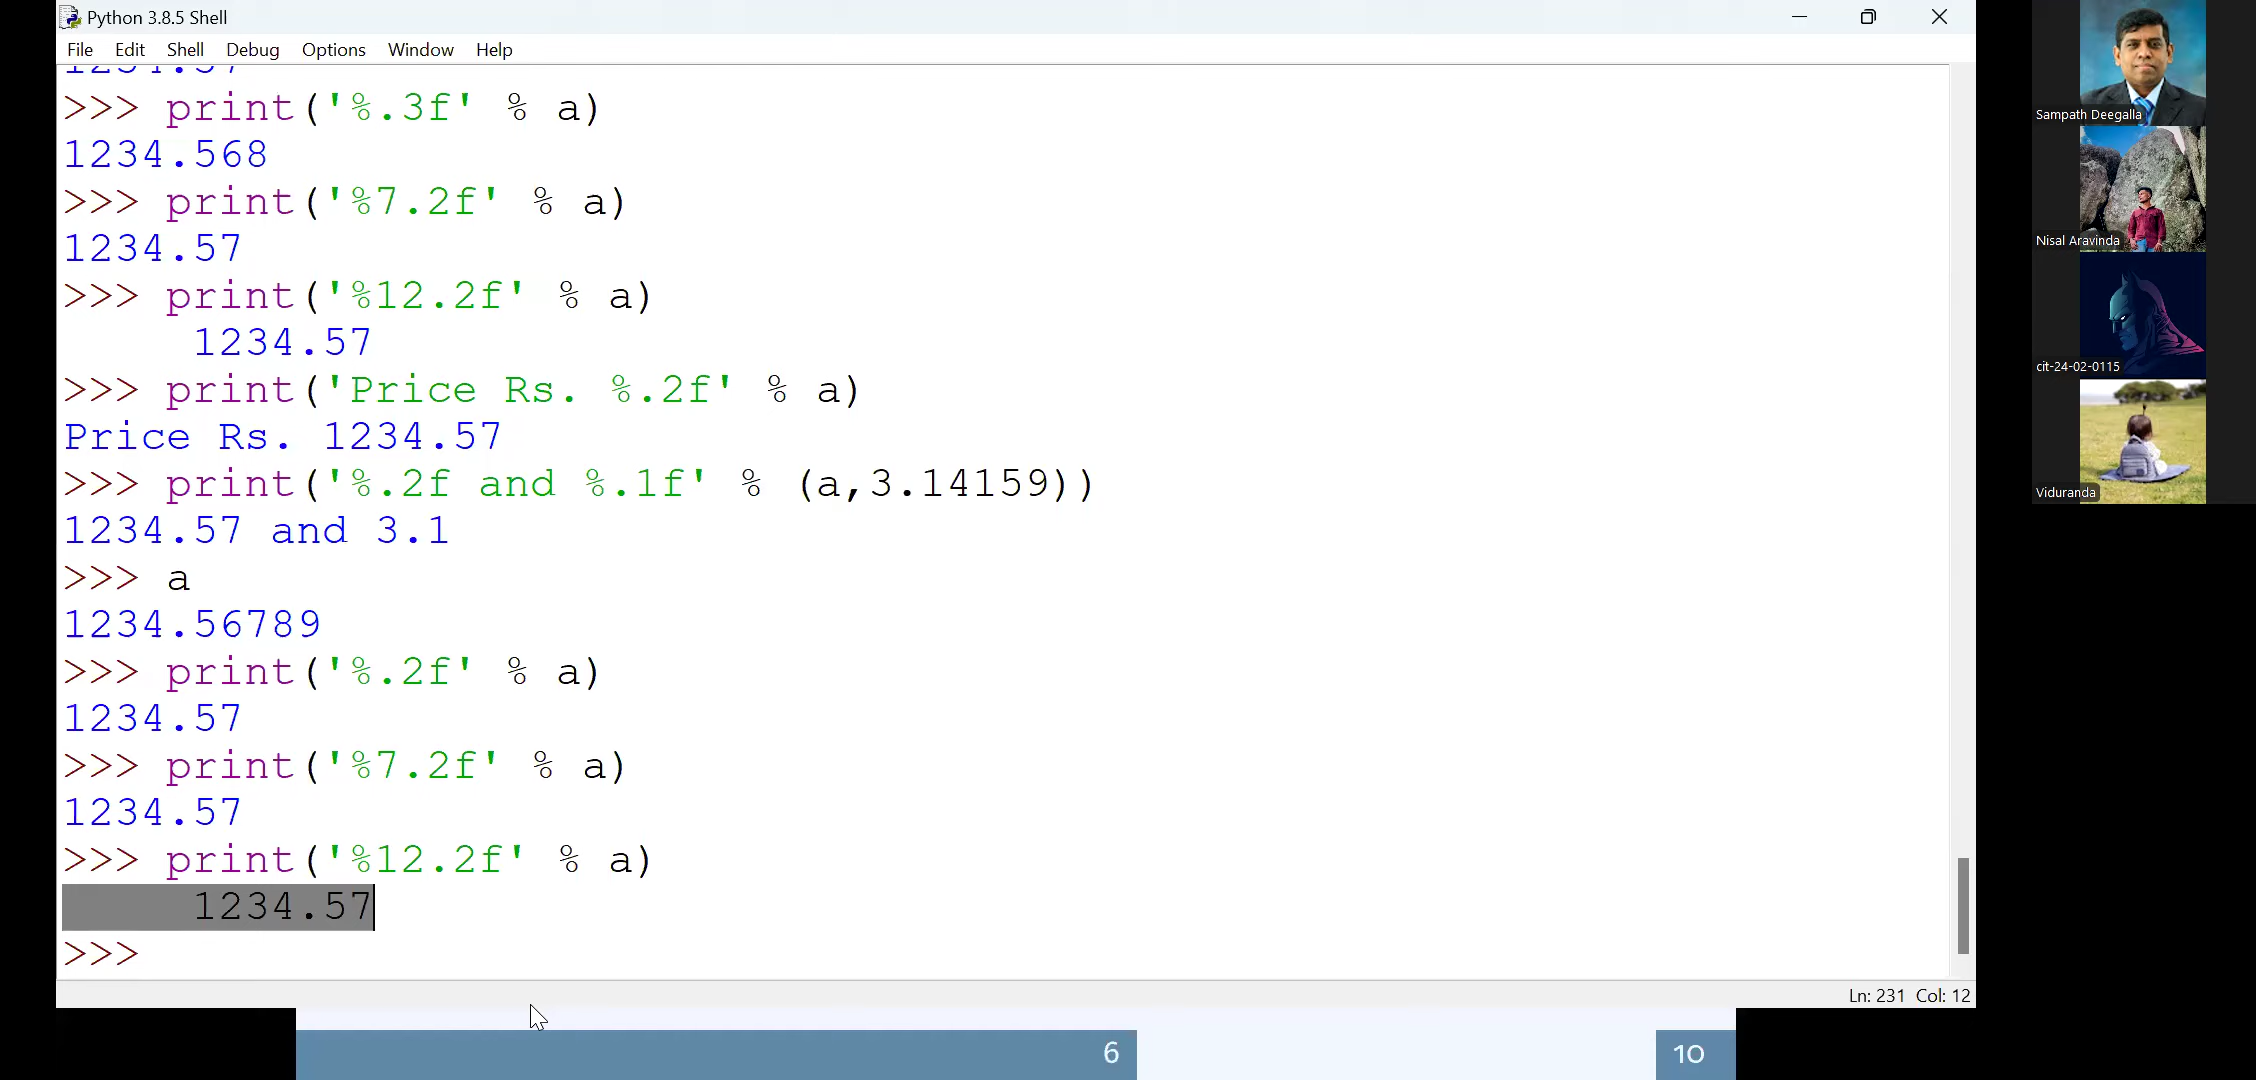 Python 3.8.5 Shell
File Edit Shell Debug Options Window Help
1234.57
>>> print('%.3f' % a)
1234.568
>>> print('%7.2f' % a)
1234.57
>>> print('%12.2f' % a)
     1234.57
>>> print('Price Rs. %.2f' % a)
Price Rs. 1234.57
>>> print('%.2f and %.1f' % (a,3.14159))
1234.57 and 3.1
>>> a
1234.56789
>>> print('%.2f' % a)
1234.57
>>> print('%7.2f' % a)
1234.57
>>> print('%12.2f' % a)
     1234.57
>>>
Ln: 231 Col: 12
6
10
Sampath Deegalla
Nisal Aravinda
cit-24-02-0115
Viduranda